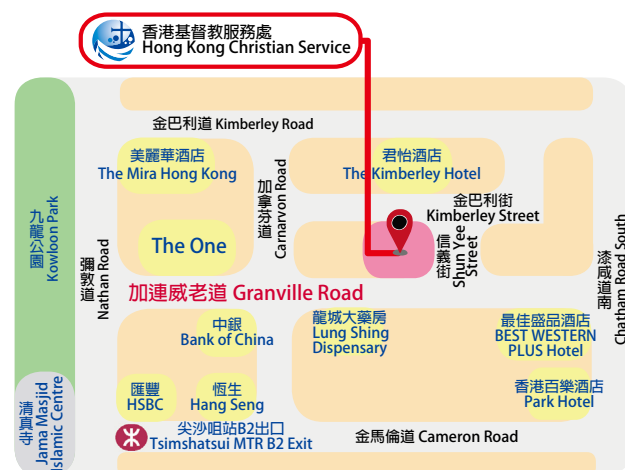 香港基督教服務處
Hong Kong Christian Service
金巴利道 Kimberley Road
美麗華酒店
The Mira Hong Kong
君怡酒店
The Kimberley Hotel
加拿芬道
Carnarvon Road
金巴利街
Kimberley Street
九龍公園
Kowloon Park
彌敦道
Nathan Road
The One
信義街
Shun Yee
Street
漆咸道南
Chatham Road South
加連威老道 Granville Road
中銀
Bank of China
龍城大藥房
Lung Shing
Dispensary
最佳盛品酒店
BEST WESTERN
PLUS Hotel
匯豐
HSBC
恆生
Hang Seng
香港百樂酒店
Park Hotel
清真寺
Jama Masjid
Islamic Centre
尖沙咀站B2出口
Tsimshatsui MTR B2 Exit
金馬倫道 Cameron Road